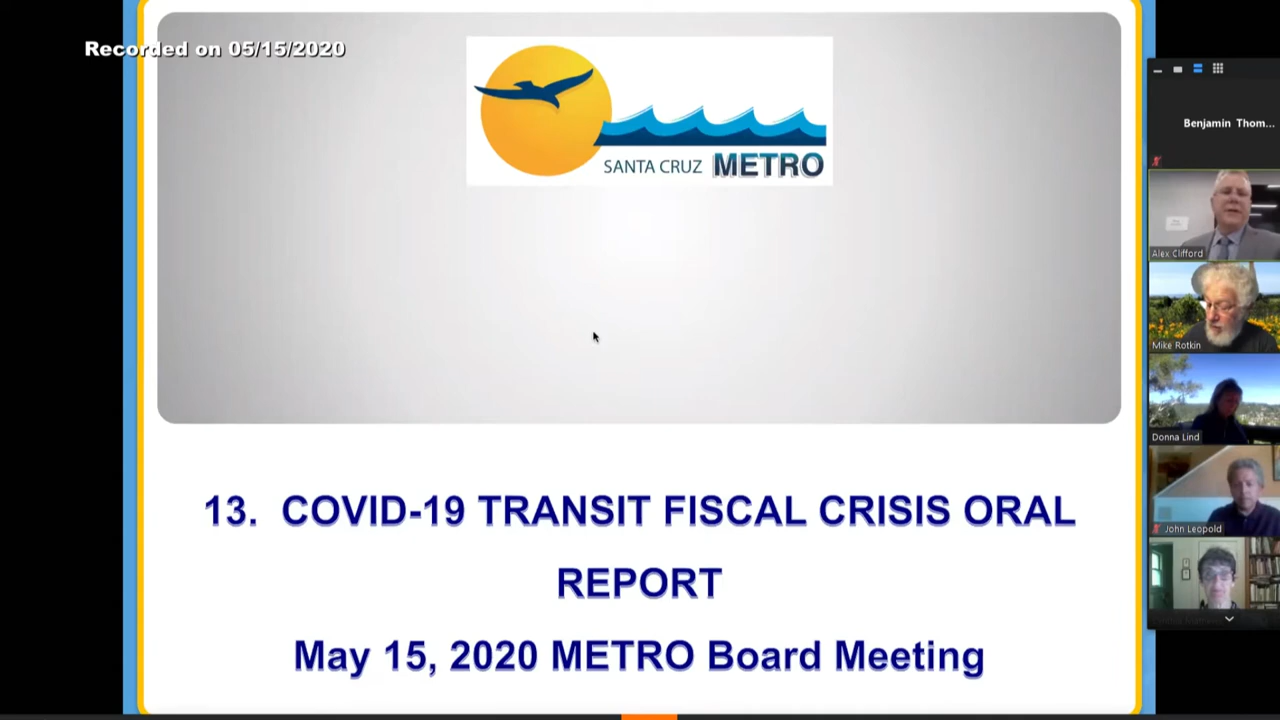 Recorded on 05/15/2020
SANTA CRUZ METRO
13. COVID-19 TRANSIT FISCAL CRISIS ORAL
REPORT
May 15, 2020 METRO Board Meeting
Benjamin Thom...
Alex Clifford
Mike Rotkin
Donna Lind
John Leopold